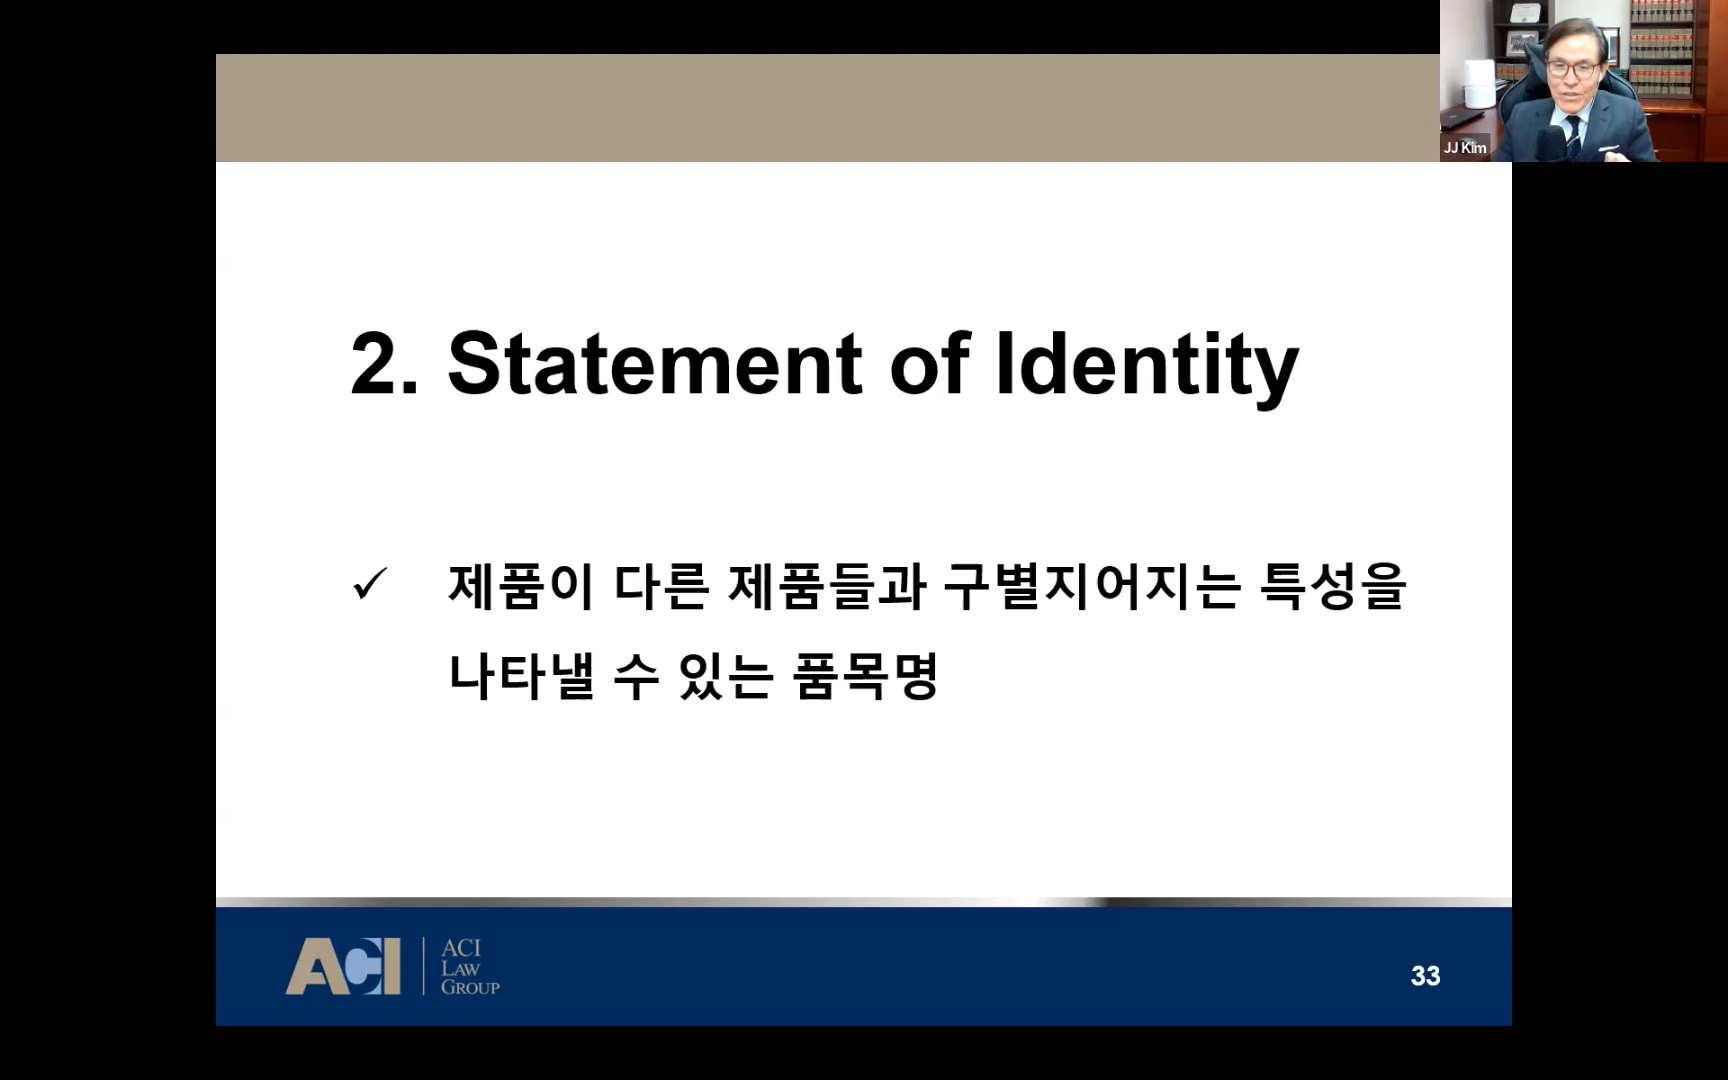 JJ Kim
2. Statement of Identity
✓ 제품이 다른 제품들과 구별지어지는 특성을
나타낼 수 있는 품목명
ACI
ACI
LAW
GROUP
33